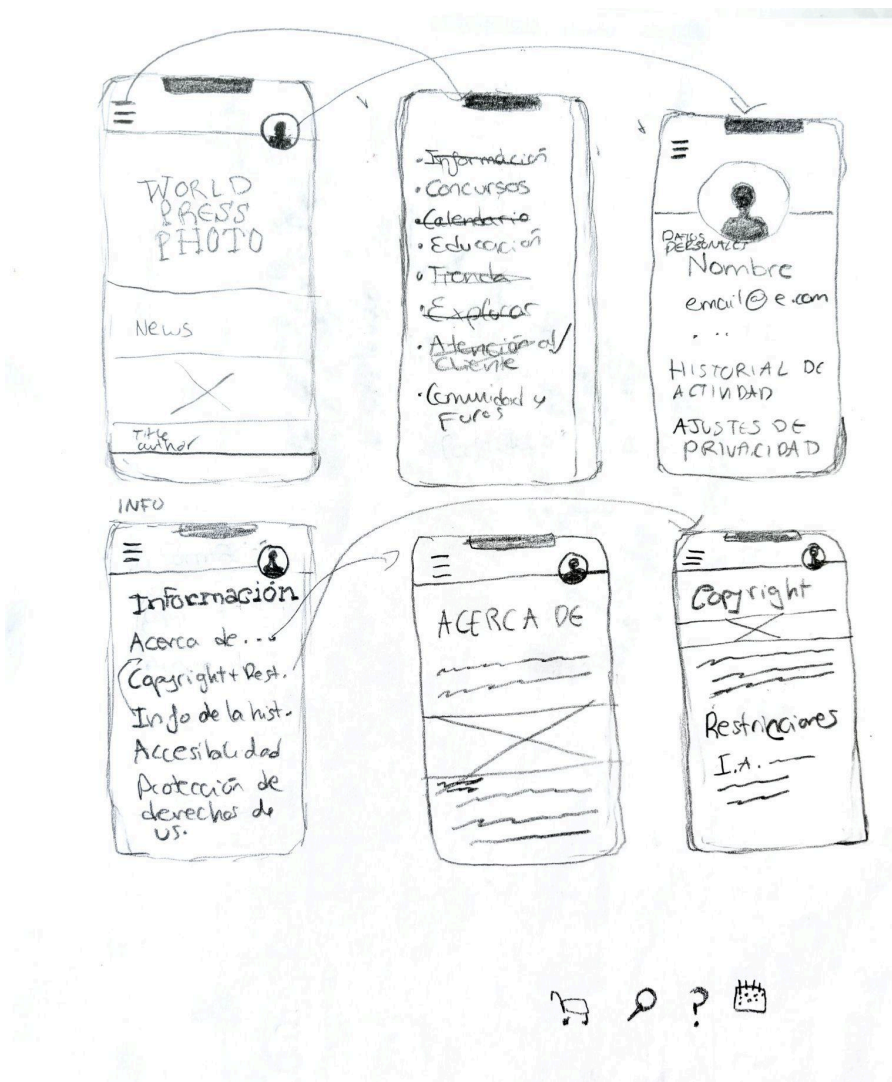 WORLD
PRESS
PHOTO
News
Title
author
Información
Concursos
Calendario
Educación
Tienda
Explorar
Atención al
Cliente
Comunidad y
Foros
DATOS
PERSONALES
Nombre
email@e.com
...
HISTORIAL DE
ACTIVIDAD
AJUSTES DE
PRIVACIDAD
INFO
Información
Acerca de...
Copyright + Rest.
Info de la hist.
Accesibilidad
Protección de
derechos de
us.
ACERCA DE
Copyright
Restricciones
I.A.
?